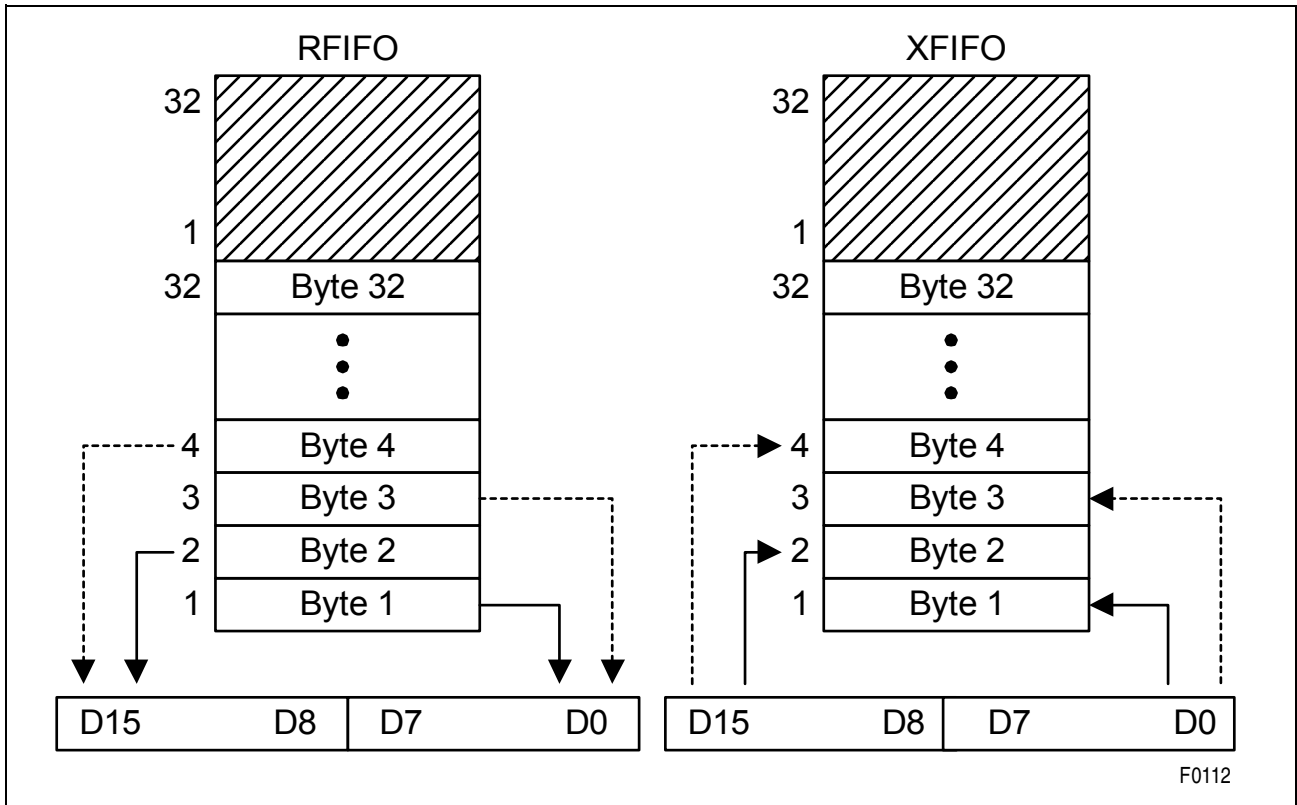 RFIFO XFIFO
32 32
1 1
32 Byte 32 32 Byte 32
4 Byte 4 4 Byte 4
3 Byte 3 3 Byte 3
2 Byte 2 2 Byte 2
1 Byte 1 1 Byte 1
D15 D8 D7 D0 D15 D8 D7 D0
F0112